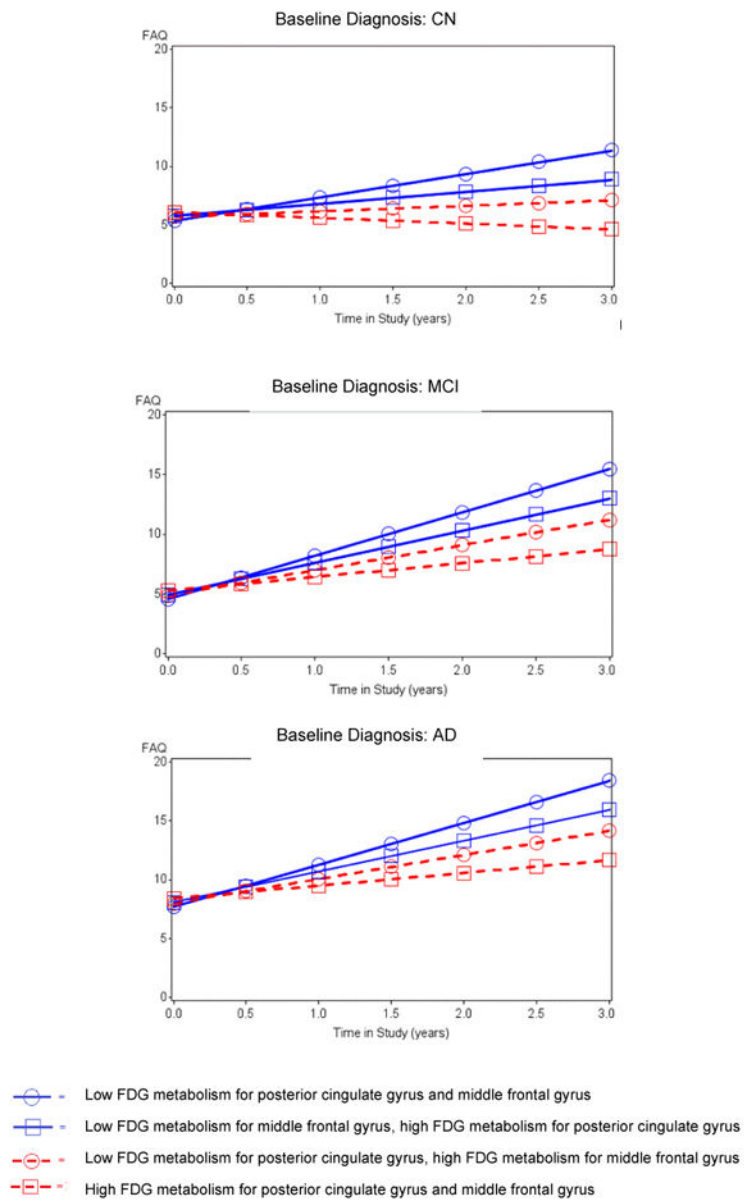 Baseline Diagnosis: CN
FAQ
20
15
10
5
0
0.0 0.5 1.0 1.5 2.0 2.5 3.0
Time in Study (years)
Baseline Diagnosis: MCI
FAQ
20
15
10
5
0
0.0 0.5 1.0 1.5 2.0 2.5 3.0
Time in Study (years)
Baseline Diagnosis: AD
FAQ
20
15
10
5
0
0.0 0.5 1.0 1.5 2.0 2.5 3.0
Time in Study (years)
= Low FDG metabolism for posterior cingulate gyrus and middle frontal gyrus
= Low FDG metabolism for middle frontal gyrus, high FDG metabolism for posterior cingulate gyrus
= Low FDG metabolism for posterior cingulate gyrus, high FDG metabolism for middle frontal gyrus
= High FDG metabolism for posterior cingulate gyrus and middle frontal gyrus